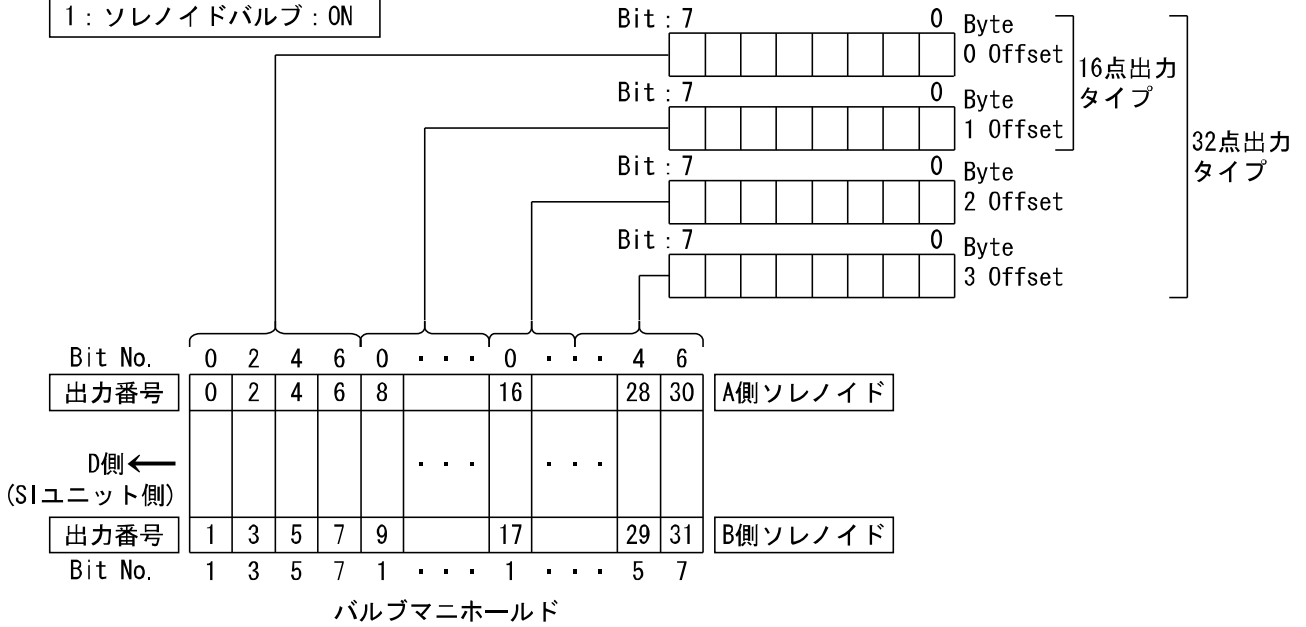 1：ソレノイドバルブ：ON
Bit：7 0 Byte
0 Offset
16点出力
タイプ
Bit：7 0 Byte
1 Offset
32点出力
タイプ
Bit：7 0 Byte
2 Offset
Bit：7 0 Byte
3 Offset
Bit No. 0 2 4 6 0 ・・・ 0 ・・・ 4 6
出力番号 0 2 4 6 8 16 28 30 A側ソレノイド
D側 ・・・ ・・・
(SIユニット側)
出力番号 1 3 5 7 9 17 29 31 B側ソレノイド
Bit No. 1 3 5 7 1 ・・・ 1 ・・・ 5 7
バルブマニホールド